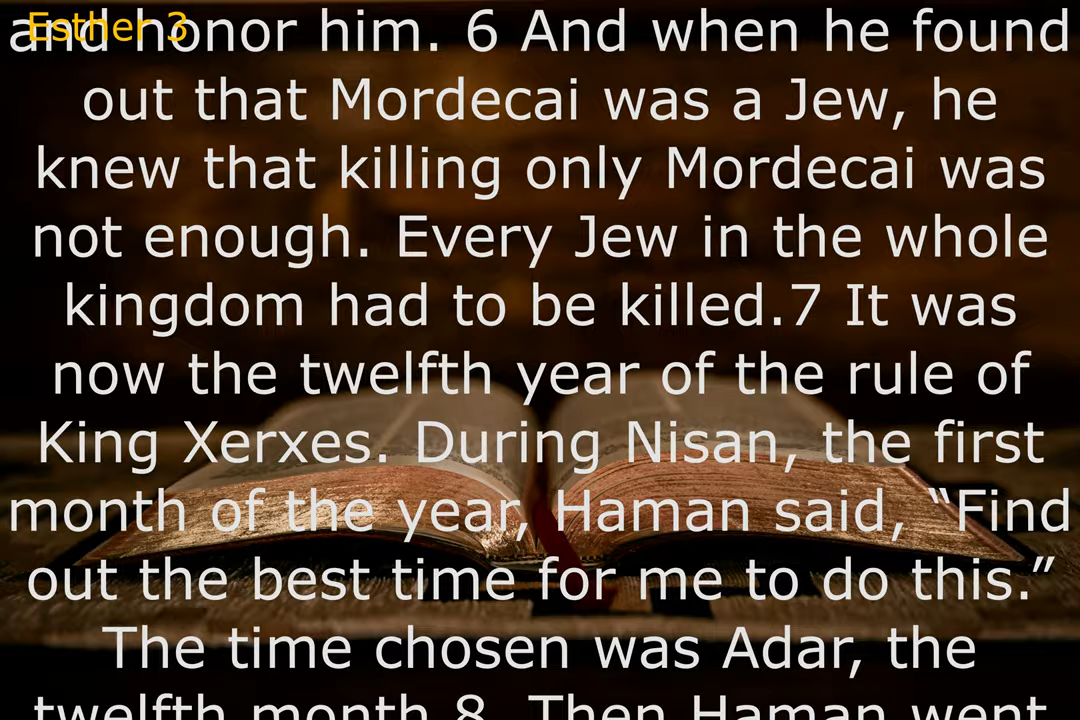 Esther 3
and honor him. 6 And when he found
out that Mordecai was a Jew, he
knew that killing only Mordecai was
not enough. Every Jew in the whole
kingdom had to be killed.7 It was
now the twelfth year of the rule of
King Xerxes. During Nisan, the first
month of the year, Haman said, “Find
out the best time for me to do this.”
The time chosen was Adar, the
twelfth month.8 Then Haman went